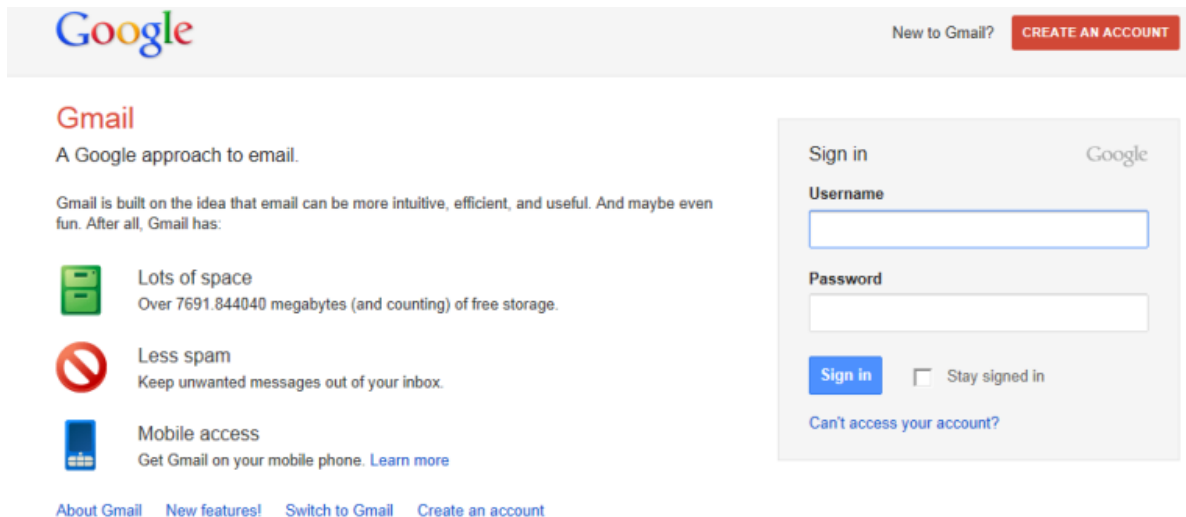 Google
New to Gmail?
CREATE AN ACCOUNT
Gmail
A Google approach to email.
Gmail is built on the idea that email can be more intuitive, efficient, and useful. And maybe even
fun. After all, Gmail has:
Lots of space
Over 7691.844040 megabytes (and counting) of free storage.
Less spam
Keep unwanted messages out of your inbox.
Mobile access
Get Gmail on your mobile phone. Learn more
About Gmail New features! Switch to Gmail Create an account
Sign in Google
Username
Password
Sign in Stay signed in
Can't access your account?